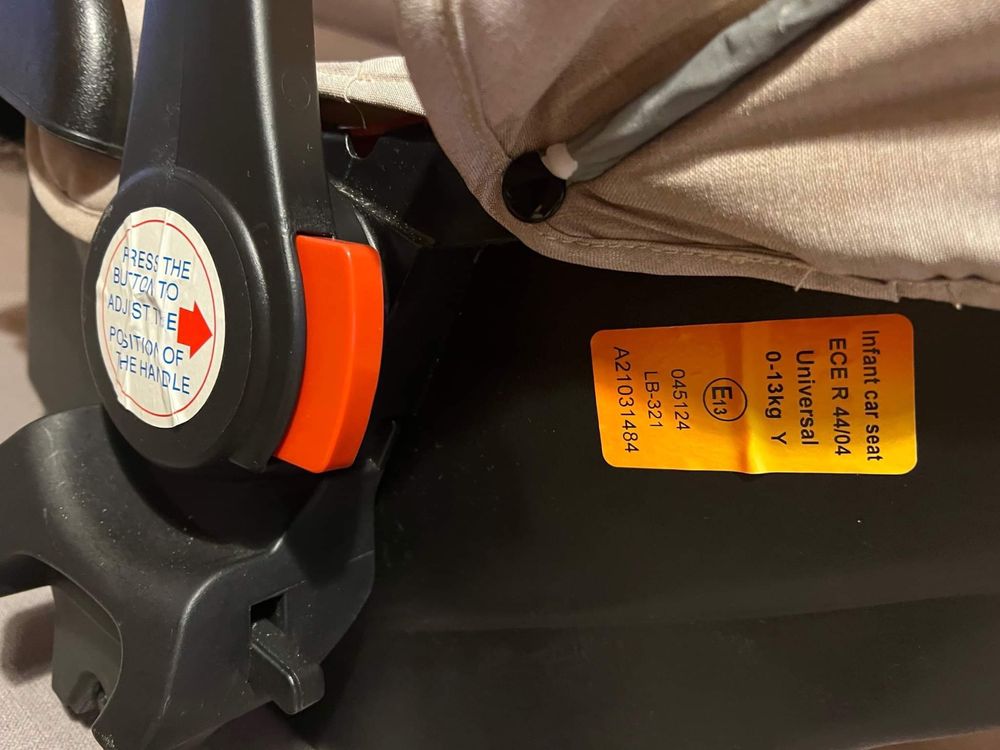 PRESS THE
BUTTON TO
ADJUST THE
POSITION OF
THE HANDLE
Infant car seat
ECE R 44/04
Universal
0-13kg Y
E13
045124
LB-321
A21031484